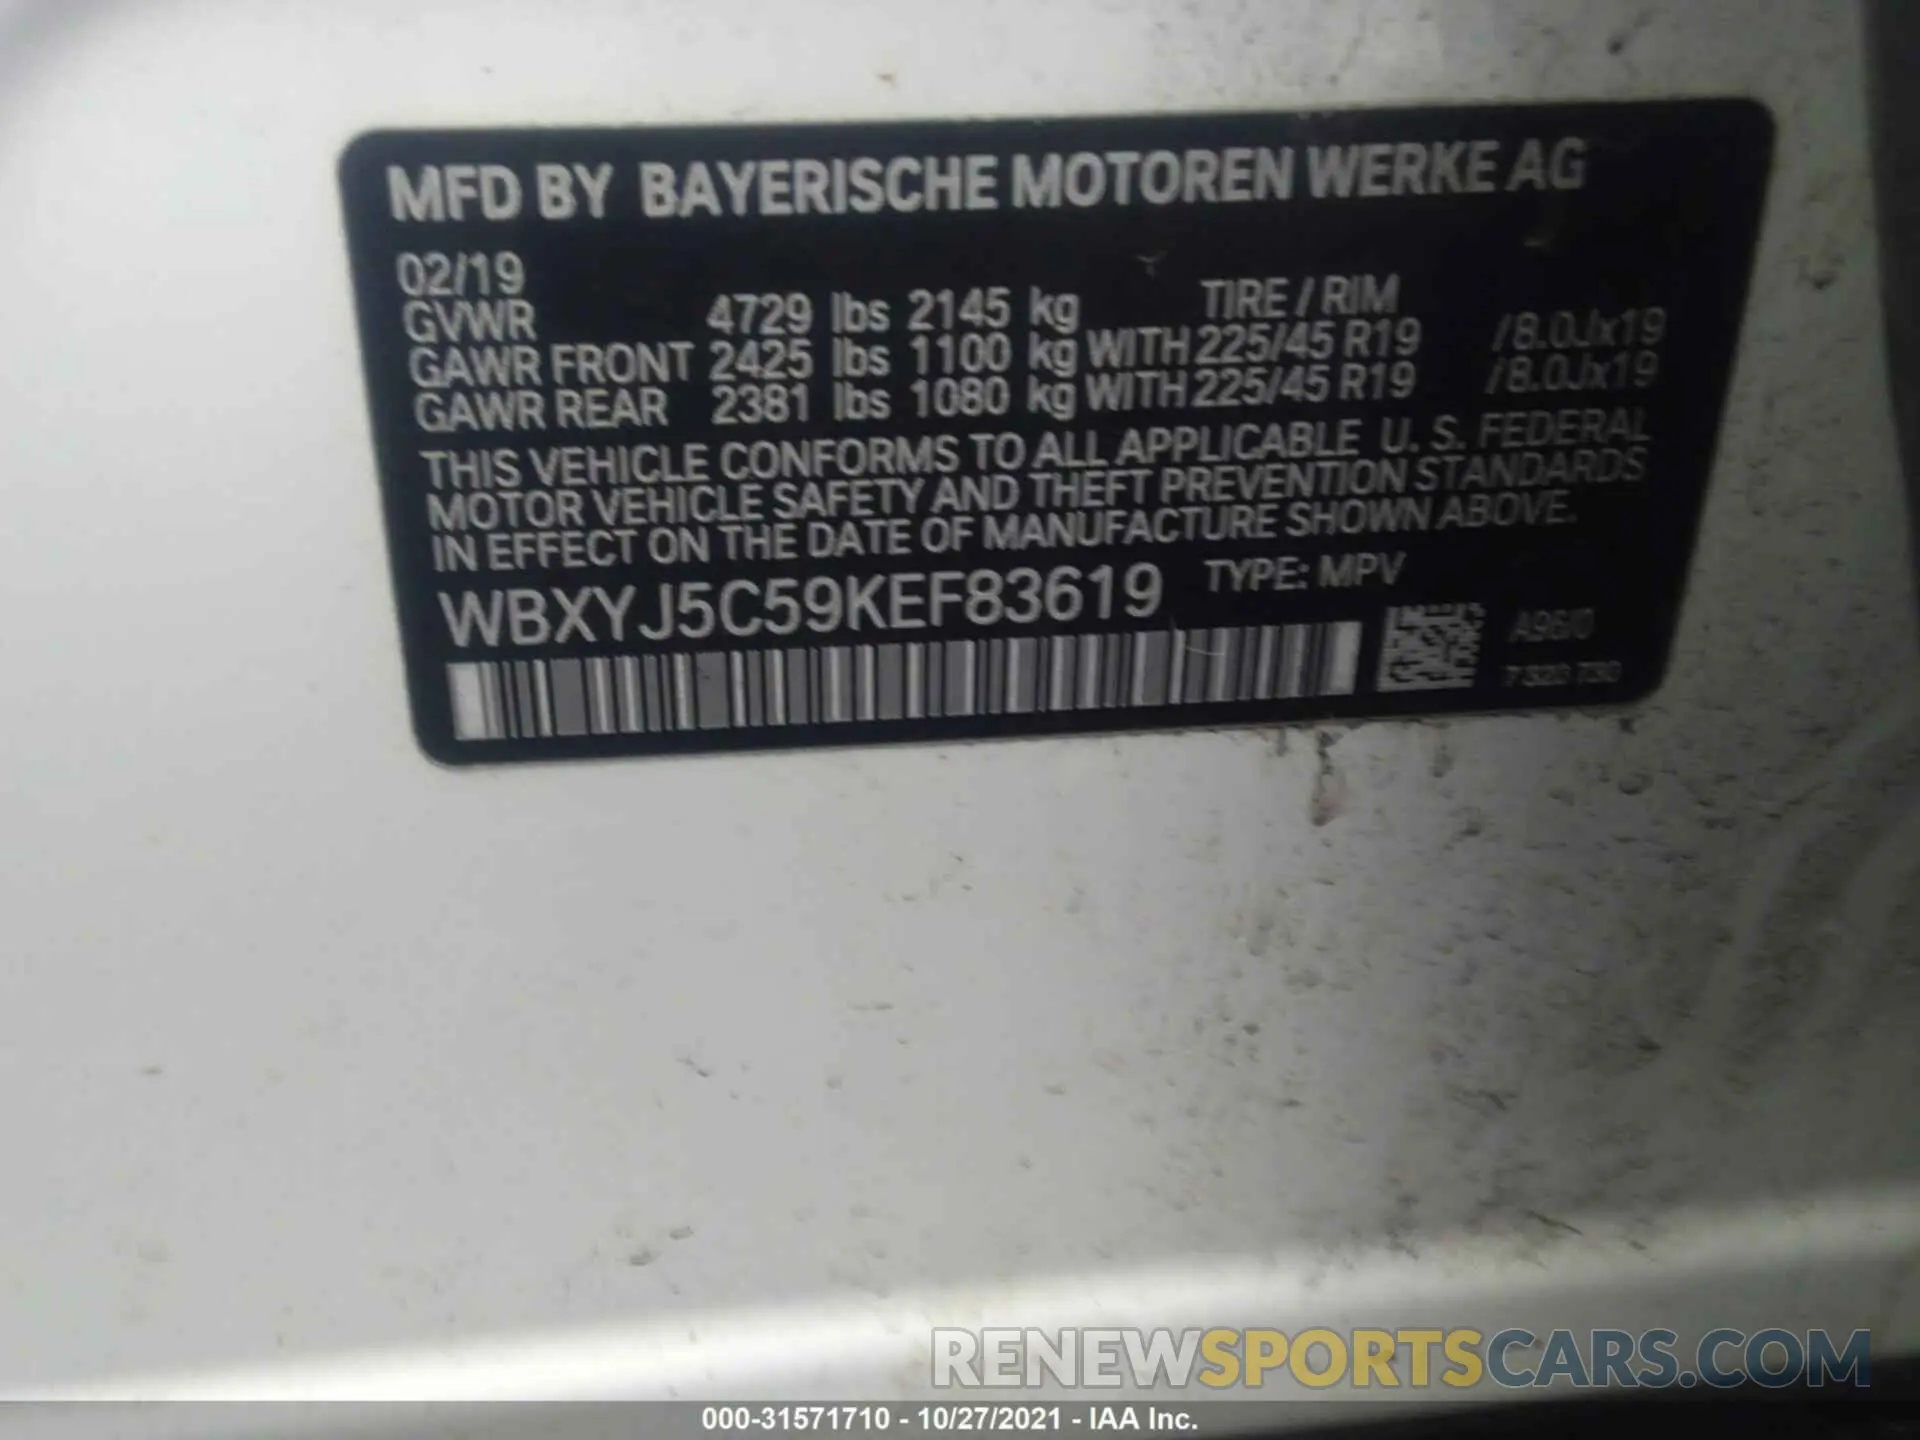 MFD BY BAYERISCHE MOTOREN WERKE AG
02/19
GVWR 4729 lbs 2145 kg TIRE / RIM
GAWR FRONT 2425 lbs 1100 kg WITH 225/45 R19 /8.0Jx19
GAWR REAR 2381 lbs 1080 kg WITH 225/45 R19 /8.0Jx19
THIS VEHICLE CONFORMS TO ALL APPLICABLE U. S. FEDERAL
MOTOR VEHICLE SAFETY AND THEFT PREVENTION STANDARDS
IN EFFECT ON THE DATE OF MANUFACTURE SHOWN ABOVE.
WBXYJ5C59KEF83619 TYPE: MPV
RENEWSPORTSCARS.COM
000-31571710 - 10/27/2021 - IAA Inc.